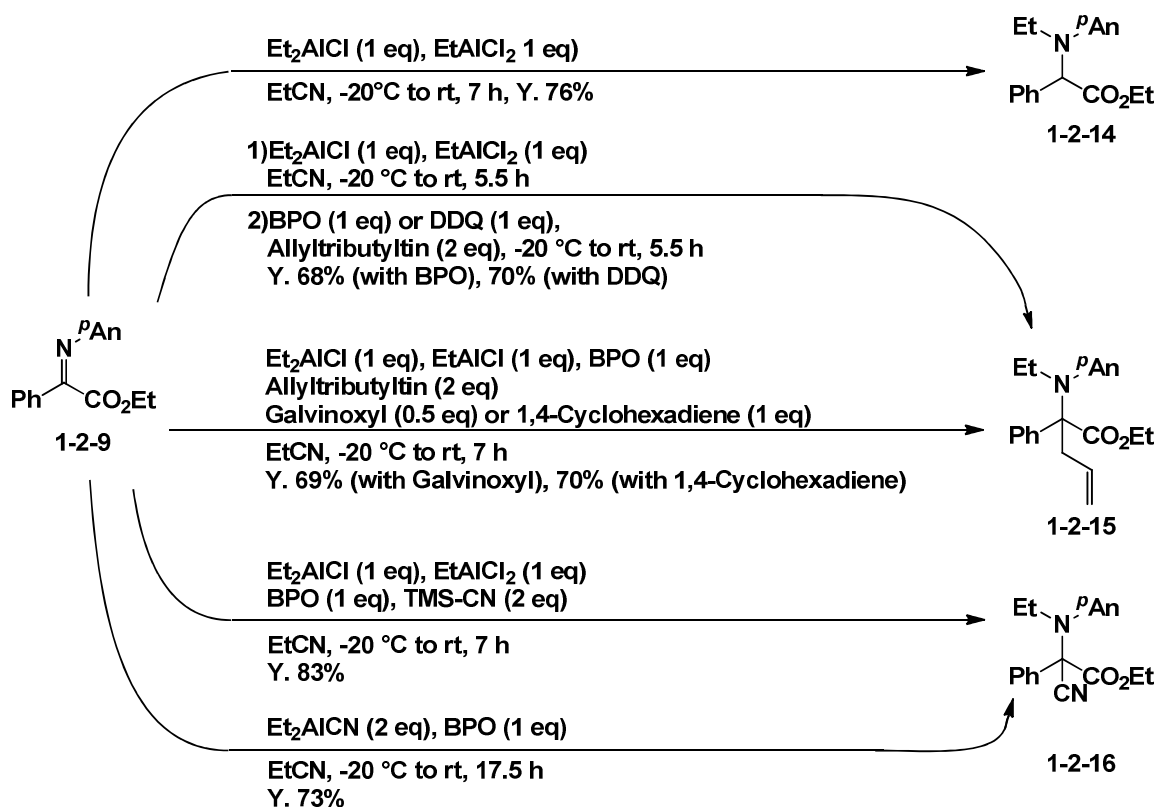 Et₂AlCl (1 eq), EtAlCl₂ 1 eq)
EtCN, -20°C to rt, 7 h, Y. 76%
Et
N
pAn
Ph
CO₂Et
1-2-14
1)Et₂AlCl (1 eq), EtAlCl₂ (1 eq)
EtCN, -20 °C to rt, 5.5 h
2)BPO (1 eq) or DDQ (1 eq),
Allyltributyltin (2 eq), -20 °C to rt, 5.5 h
Y. 68% (with BPO), 70% (with DDQ)
N
pAn
Ph
CO₂Et
1-2-9
Et₂AlCl (1 eq), EtAlCl (1 eq), BPO (1 eq)
Allyltributyltin (2 eq)
Galvinoxyl (0.5 eq) or 1,4-Cyclohexadiene (1 eq)
EtCN, -20 °C to rt, 7 h
Y. 69% (with Galvinoxyl), 70% (with 1,4-Cyclohexadiene)
Et
N
pAn
Ph
CO₂Et
1-2-15
Et₂AlCl (1 eq), EtAlCl₂ (1 eq)
BPO (1 eq), TMS-CN (2 eq)
EtCN, -20 °C to rt, 7 h
Y. 83%
Et
N
pAn
Ph
CO₂Et
CN
1-2-16
Et₂AlCN (2 eq), BPO (1 eq)
EtCN, -20 °C to rt, 17.5 h
Y. 73%